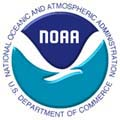 NATIONAL OCEANIC AND ATMOSPHERIC ADMINISTRATION
NOAA
U.S. DEPARTMENT OF COMMERCE